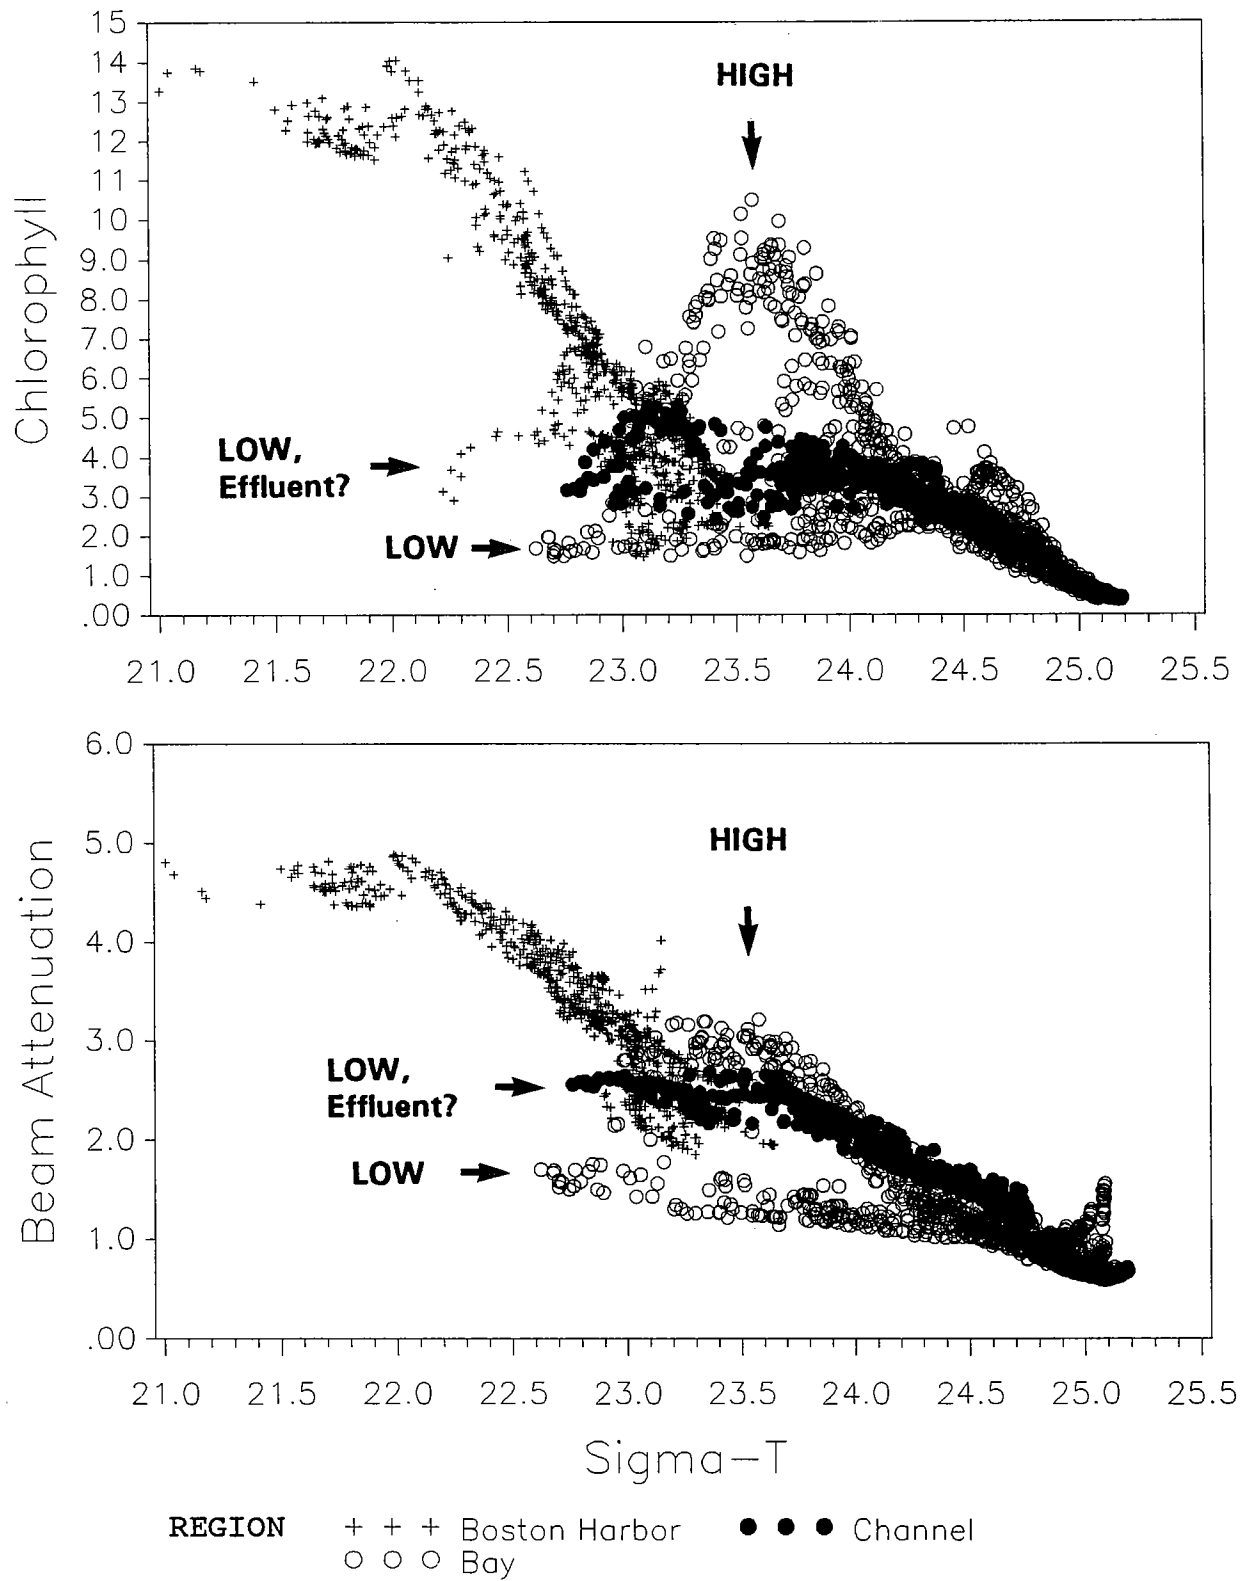 15
14
13
12
11
10
9.0
8.0
7.0
6.0
5.0
4.0
3.0
2.0
1.0
.00
Chlorophyll
HIGH
LOW,
Effluent?
LOW
21.0 21.5 22.0 22.5 23.0 23.5 24.0 24.5 25.0 25.5
6.0
5.0
4.0
3.0
2.0
1.0
.00
Beam Attenuation
HIGH
LOW,
Effluent?
LOW
21.0 21.5 22.0 22.5 23.0 23.5 24.0 24.5 25.0 25.5
Sigma-T
REGION + + + Boston Harbor ● ● ● Channel
○ ○ ○ Bay